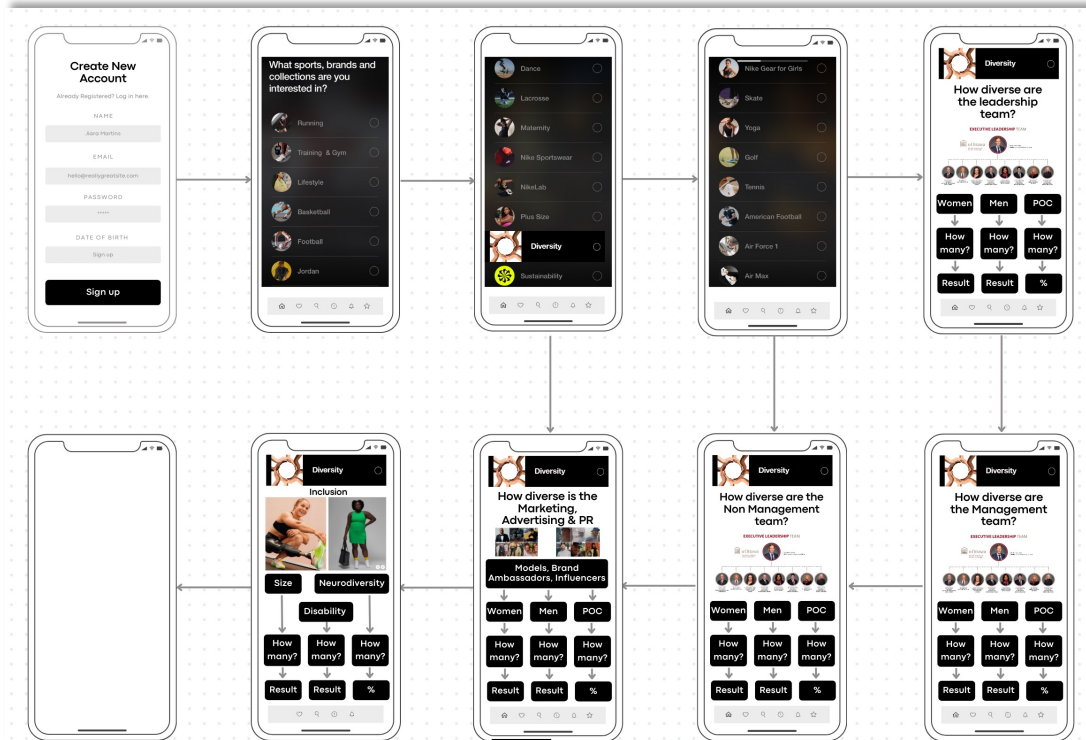 Create New
Account
Already Registered? Log in here.
NAME
Jiara Martins
EMAIL
hello@reallygreatsite.com
PASSWORD
*****
DATE OF BIRTH
Sign up
Sign up
What sports, brands and
collections are you
interested in?
Running
Training & Gym
Lifestyle
Basketball
Football
Jordan
Dance
Lacrosse
Maternity
Nike Sportswear
NikeLab
Plus Size
Diversity
Sustainability
Nike Gear for Girls
Skate
Yoga
Golf
Tennis
American Football
Air Force 1
Air Max
Diversity
How diverse are
the leadership
team?
EXECUTIVE LEADERSHIP TEAM
Women Men POC
How many? How many? How many?
Result Result %
Diversity
Inclusion
Size Neurodiversity
Disability
How many? How many? How many?
Result Result %
Diversity
How diverse is the
Marketing,
Advertising & PR
Models, Brand
Ambassadors, Influencers
Women Men POC
How many? How many? How many?
Result Result %
Diversity
How diverse are the
Non Management
team?
EXECUTIVE LEADERSHIP TEAM
Women Men POC
How many? How many? How many?
Result Result %
Diversity
How diverse are
the Management
team?
EXECUTIVE LEADERSHIP TEAM
Women Men POC
How many? How many? How many?
Result Result %